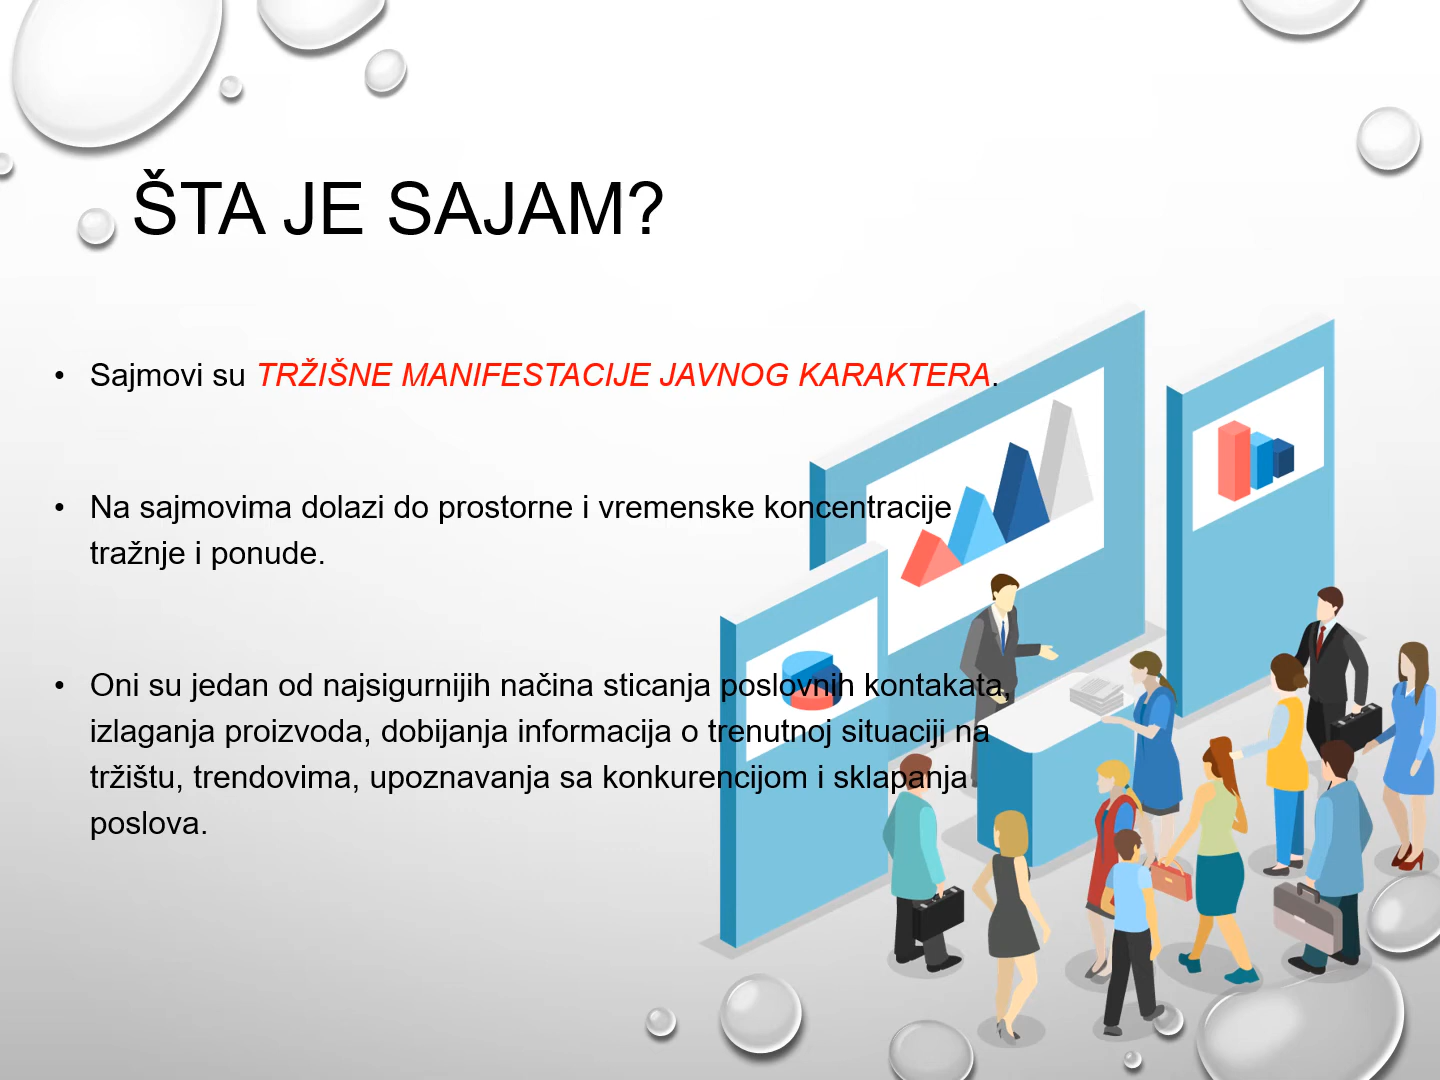 ŠTA JE SAJAM?
• Sajmovi su TRŽIŠNE MANIFESTACIJE JAVNOG KARAKTERA.
• Na sajmovima dolazi do prostorne i vremenske koncentracije
tražnje i ponude.
• Oni su jedan od najsigurnijih načina sticanja poslovnih kontakata,
izlaganja proizvoda, dobijanja informacija o trenutnoj situaciji na
tržištu, trendovima, upoznavanja sa konkurencijom i sklapanja
poslova.